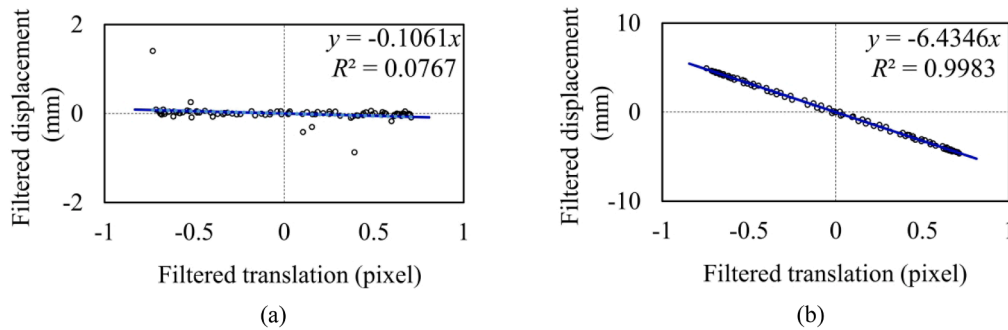 Filtered displacement
(mm)
2
0
-2
y = -0.1061x
R² = 0.0767
-1 -0.5 0 0.5 1
Filtered translation (pixel)
(a)
Filtered displacement
(mm)
10
0
-10
y = -6.4346x
R² = 0.9983
-1 -0.5 0 0.5 1
Filtered translation (pixel)
(b)